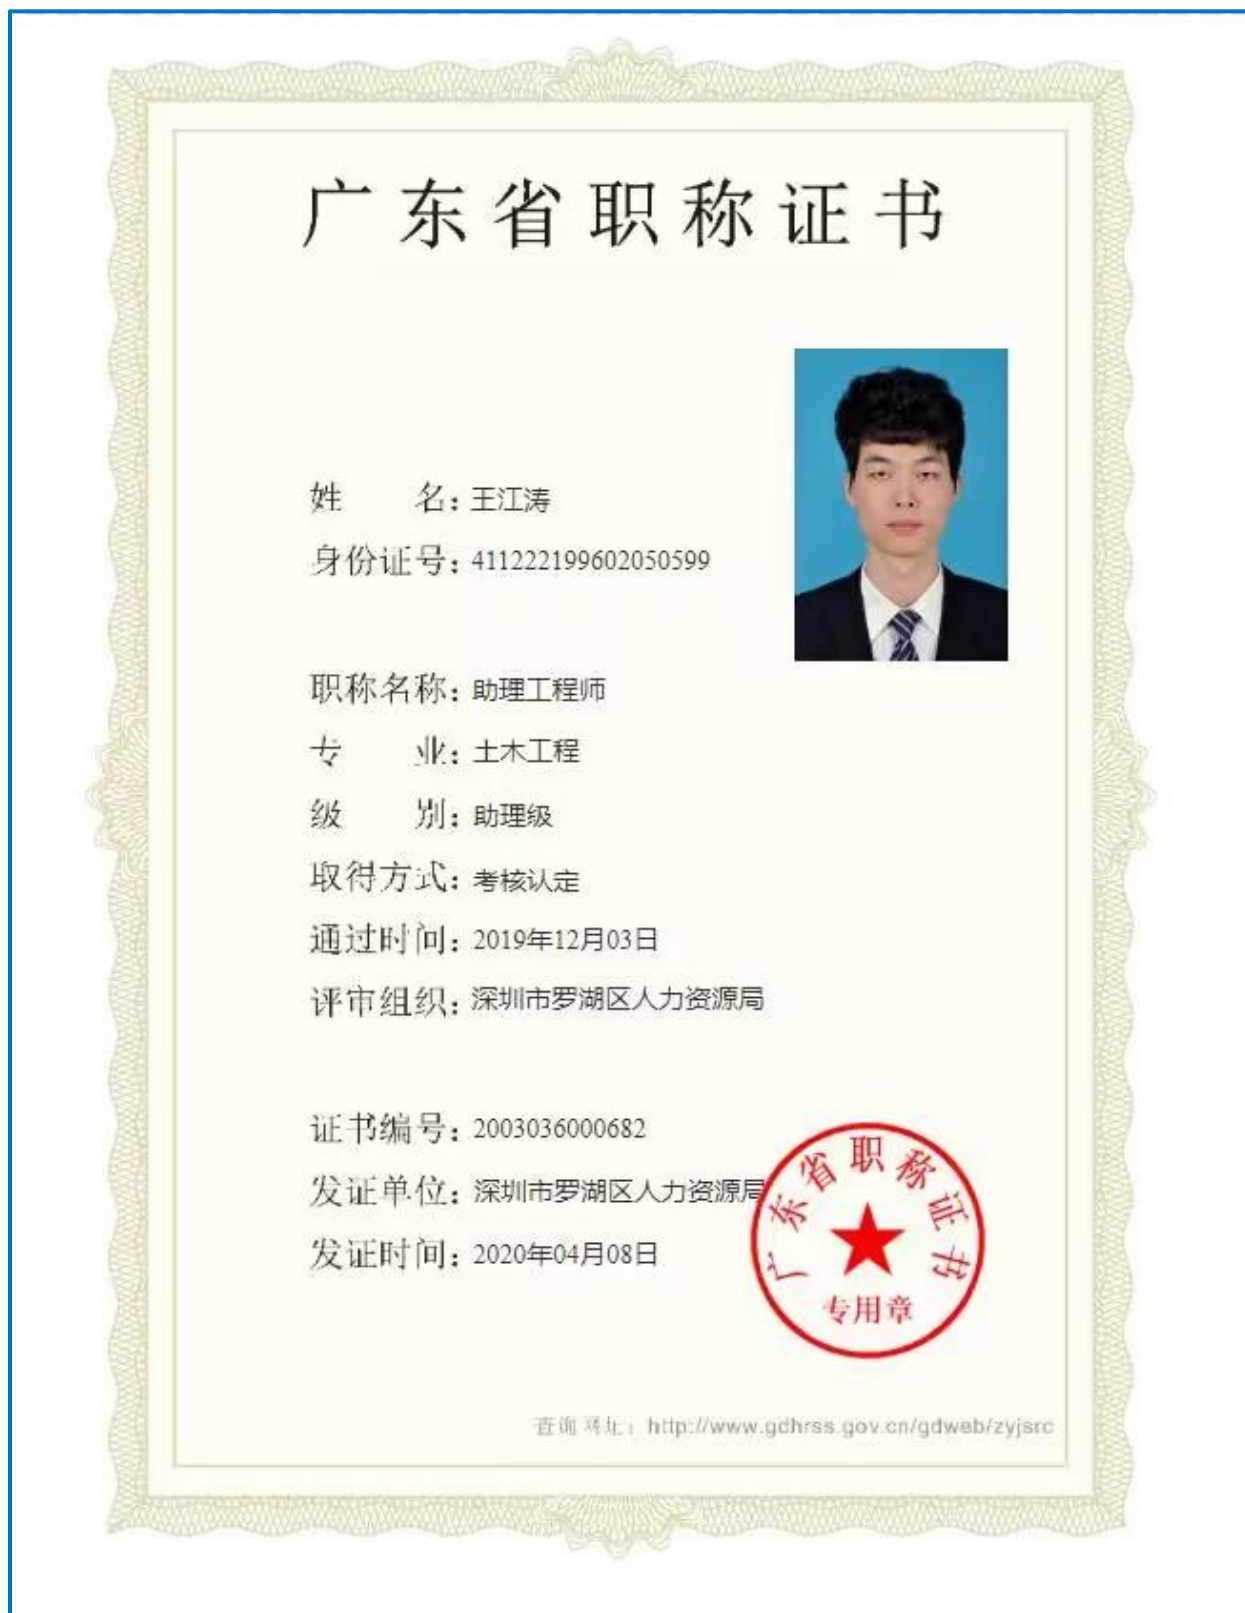 广东省职称证书
姓 名：王江涛
身份证号：411222199602050599
职称名称：助理工程师
专 业：土木工程
级 别：助理级
取得方式：考核认定
通过时间：2019年12月03日
评审组织：深圳市罗湖区人力资源局
证书编号：2003036000682
发证单位：深圳市罗湖区人力资源局
发证时间：2020年04月08日
广东省职称证书
专用章
查询网址：http://www.gdhrss.gov.cn/gdweb/zyjsrc